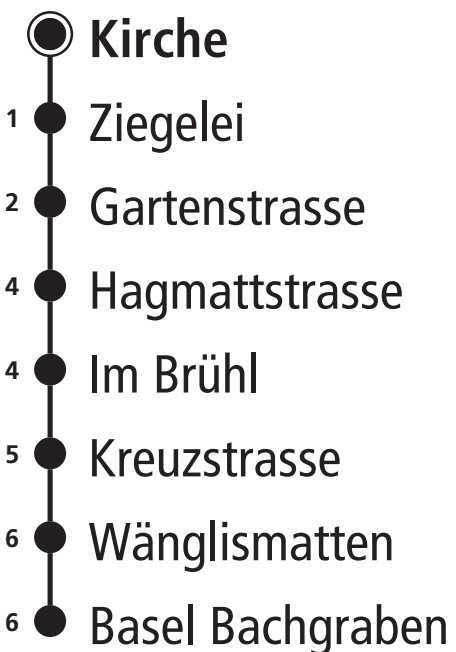 Kirche
1 Ziegelei
2 Gartenstrasse
4 Hagmattstrasse
4 Im Brühl
5 Kreuzstrasse
6 Wänglismatten
6 Basel Bachgraben